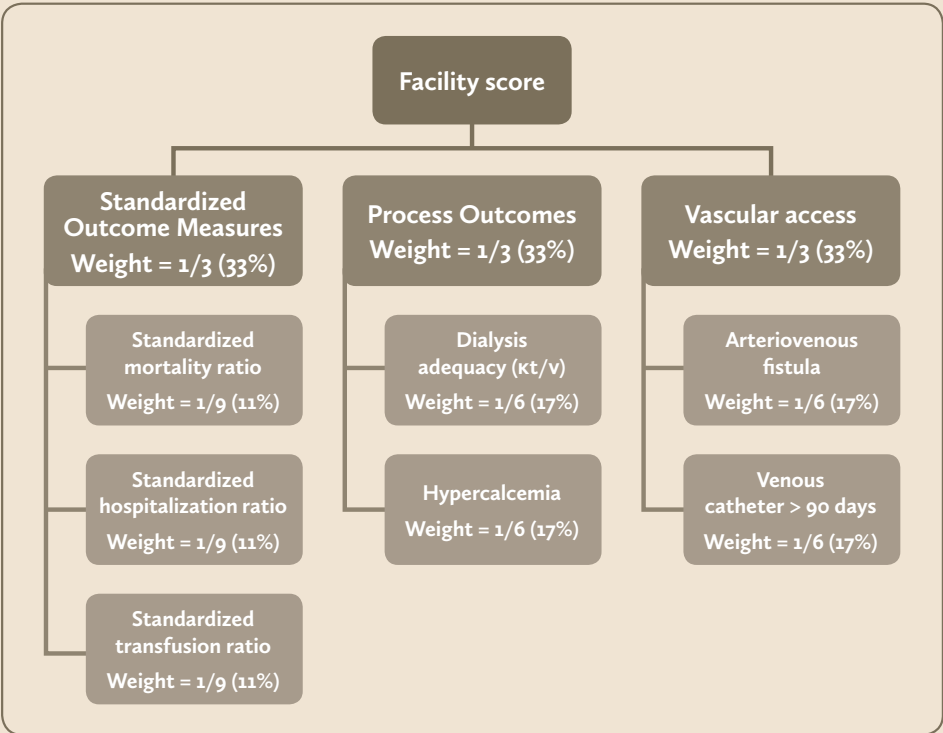 Facility score
Standardized
Outcome Measures
Weight = 1/3 (33%)
Standardized
mortality ratio
Weight = 1/9 (11%)
Standardized
hospitalization ratio
Weight = 1/9 (11%)
Standardized
transfusion ratio
Weight = 1/9 (11%)
Process Outcomes
Weight = 1/3 (33%)
Dialysis
adequacy (KT/V)
Weight = 1/6 (17%)
Hypercalcemia
Weight = 1/6 (17%)
Vascular access
Weight = 1/3 (33%)
Arteriovenous
fistula
Weight = 1/6 (17%)
Venous
catheter > 90 days
Weight = 1/6 (17%)